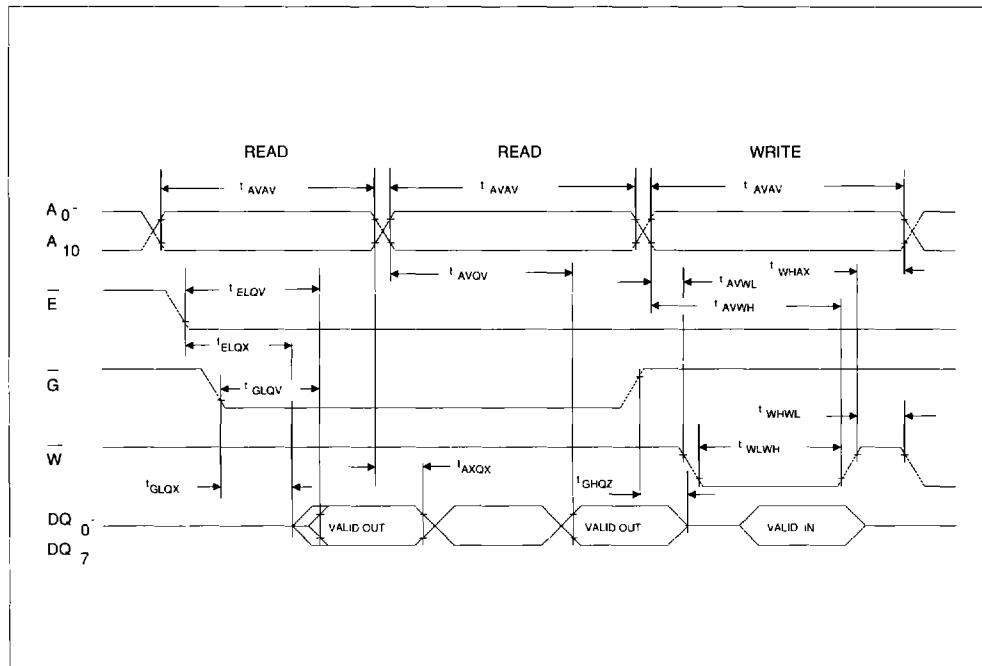 READ READ WRITE
t AVAV t AVAV t AVAV
A 0 -
A 10
t WHAX
t AVQV t AVWL
E̅ t ELQV t AVWH
t ELQX
G̅ t GLQV
t WHWL
W̅ t WLWH
t GLQX t AXQX t GHQZ
DQ 0 - VALID OUT VALID OUT VALID IN
DQ 7